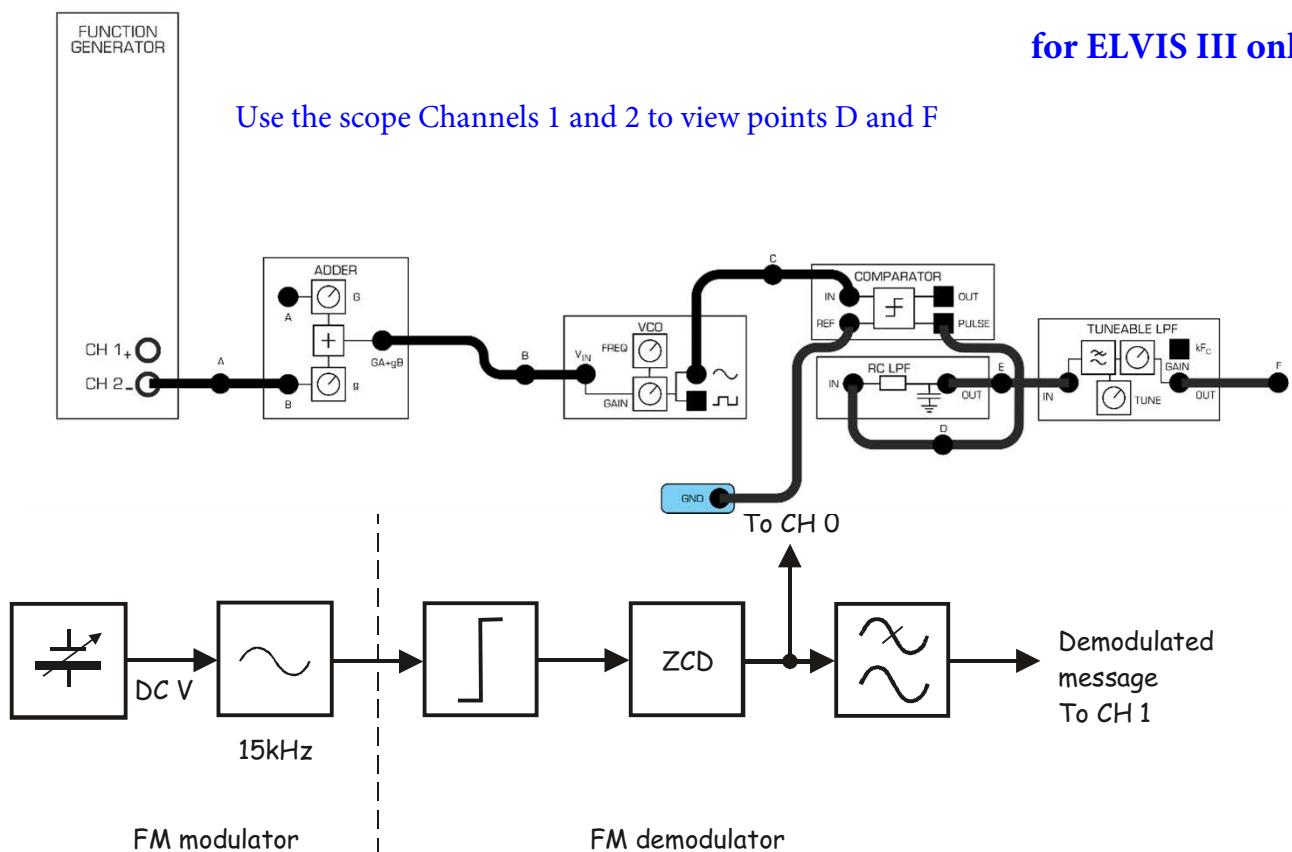 FUNCTION
GENERATOR
for ELVIS III onl
Use the scope Channels 1 and 2 to view points D and F
CH 1+
CH 2-
A
ADDER
A
G
B
g
GA+gB
B
VCO
FREQ
VIN
GAIN
C
COMPARATOR
IN
OUT
REF
PULSE
RC LPF
IN
OUT
D
E
TUNEABLE LPF
kFC
GAIN
IN
TUNE
OUT
F
GND
To CH 0
DC V
15kHz
ZCD
Demodulated
message
To CH 1
FM modulator
FM demodulator